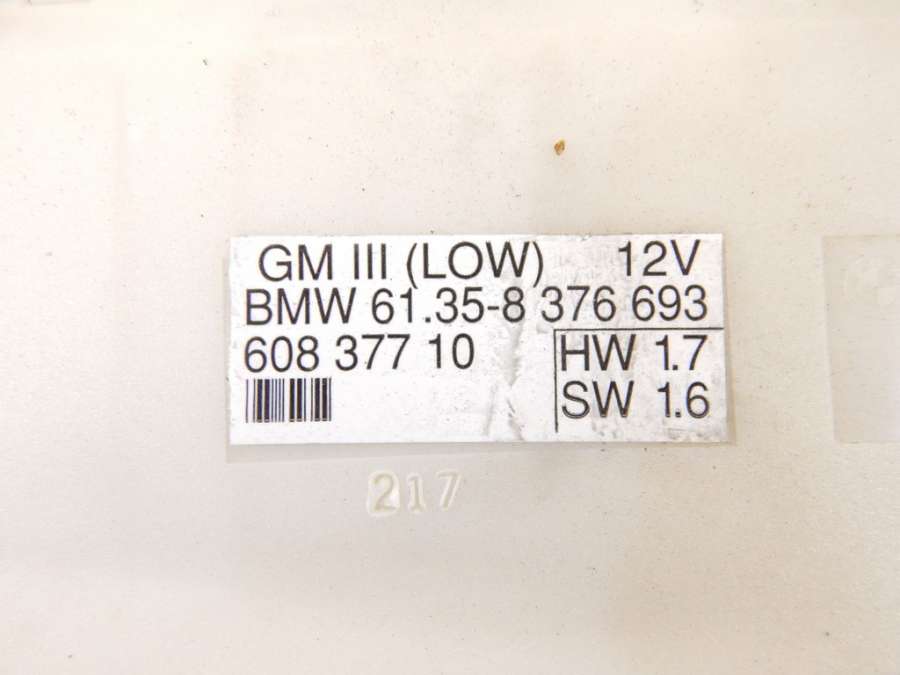 GM III (LOW) 12V
BMW 61.35-8 376 693
608 377 10
HW 1.7
SW 1.6
217